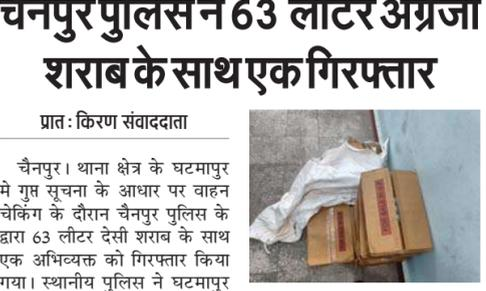 चैनपुर पुलिस ने 63 लीटर अंग्रेजी
शराब के साथ एक गिरफ्तार
प्रात: किरण संवाददाता
चैनपुर। थाना क्षेत्र के घटमापुर
मे गुप्त सूचना के आधार पर वाहन
चेकिंग के दौरान चैनपुर पुलिस के
द्वारा 63 लीटर देसी शराब के साथ
एक अभिव्यक्त को गिरफ्तार किया
गया। स्थानीय पुलिस ने घटमापुर